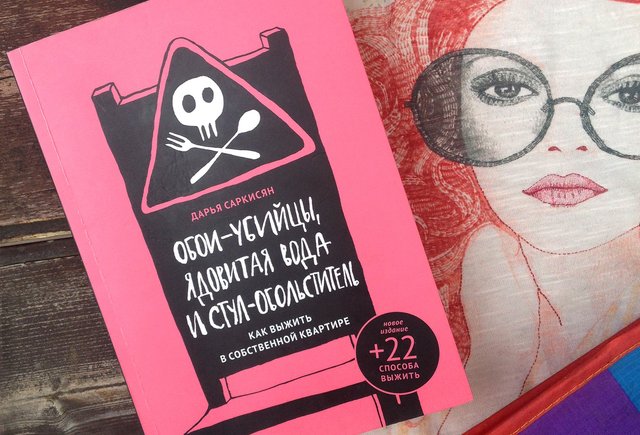 ДАРЬЯ САРКИСЯН
ОБОИ-УБИЙЦЫ,
ЯДОВИТАЯ ВОДА
И СТУЛ-ОБОЛЬСТИТЕЛЬ
КАК ВЫЖИТЬ
В СОБСТВЕННОЙ КВАРТИРЕ
новое
издание
+22
СПОСОБА
ВЫЖИТЬ